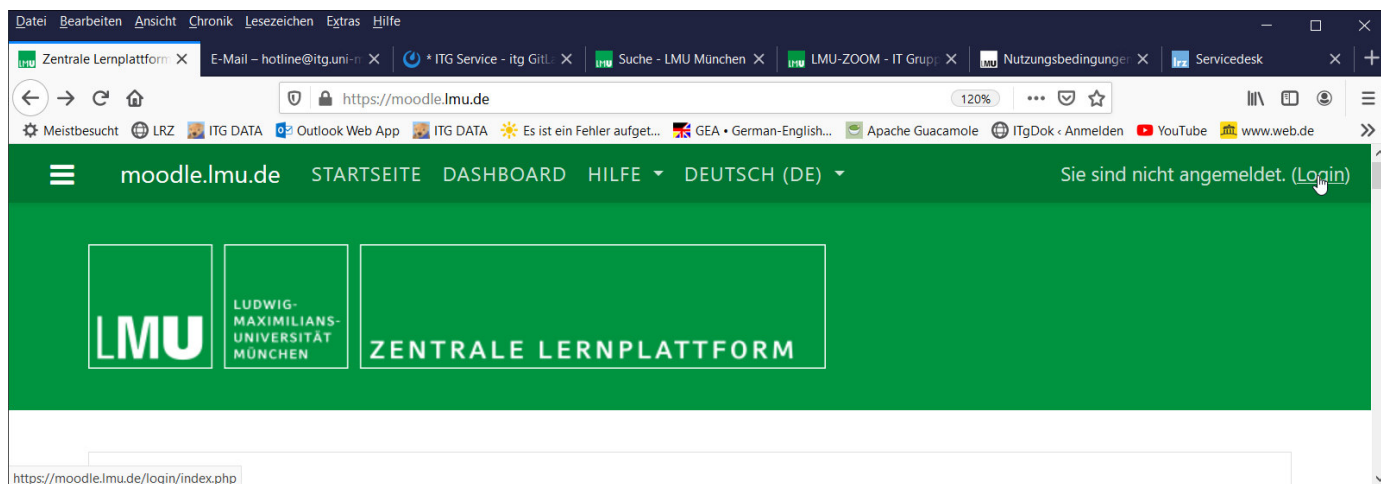 Datei Bearbeiten Ansicht Chronik Lesezeichen Extras Hilfe
Zentrale Lernplattform E-Mail – hotline@itg.uni- * ITG Service - itg GitL Suche - LMU München LMU-ZOOM - IT Grup Nutzungsbedingungen Servicedesk
https://moodle.lmu.de 120%
Meistbesucht LRZ ITG DATA Outlook Web App ITG DATA Es ist ein Fehler aufget... GEA • German-English... Apache Guacamole ITgDok ‹ Anmelden YouTube www.web.de
moodle.lmu.de STARTSEITE DASHBOARD HILFE DEUTSCH (DE) Sie sind nicht angemeldet. (Login)
LMU
LUDWIG-
MAXIMILIANS-
UNIVERSITÄT
MÜNCHEN
ZENTRALE LERNPLATTFORM
https://moodle.lmu.de/login/index.php